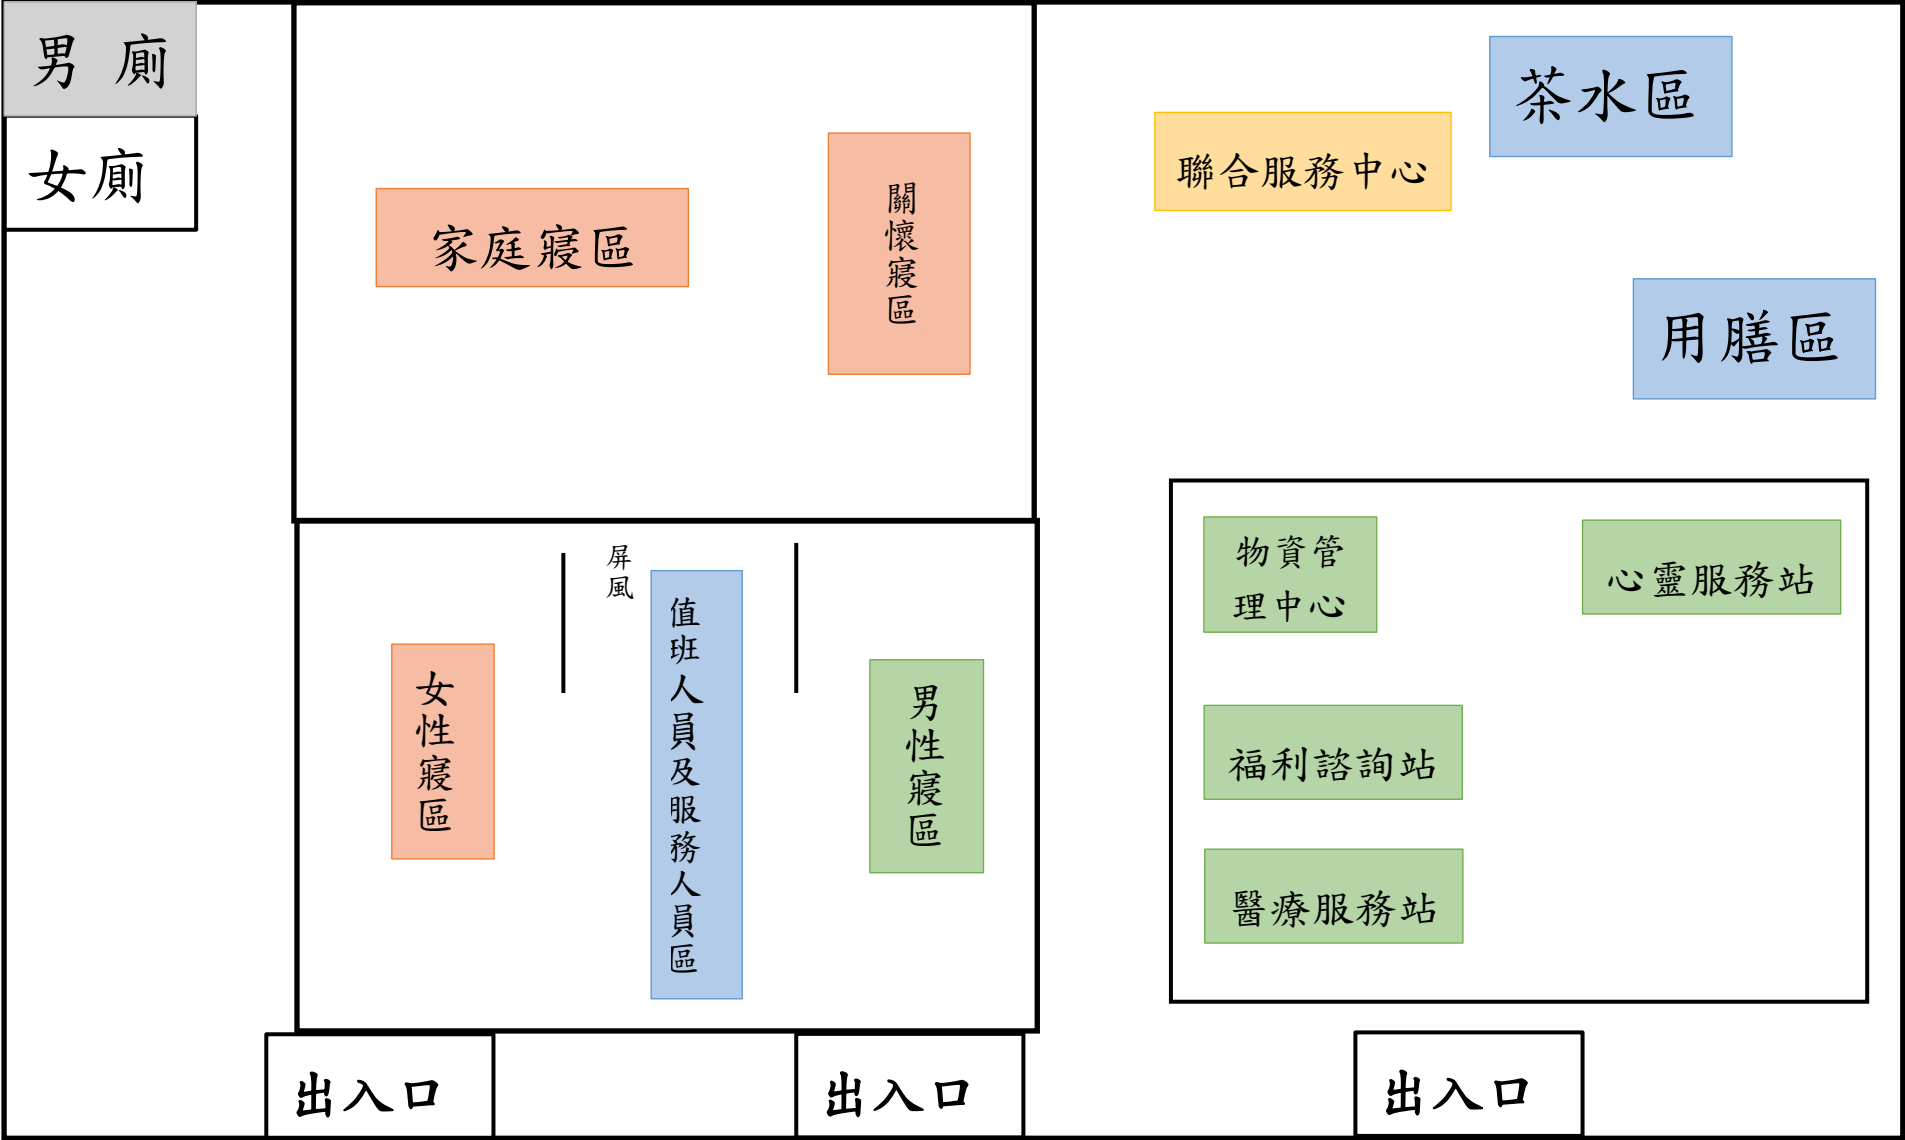 男 廁
女廁
家庭寢區
關懷寢區
聯合服務中心
茶水區
用膳區
屏風
女性寢區
值班人員及服務人員區
男性寢區
物資管
理中心
心靈服務站
福利諮詢站
醫療服務站
出入口
出入口
出入口